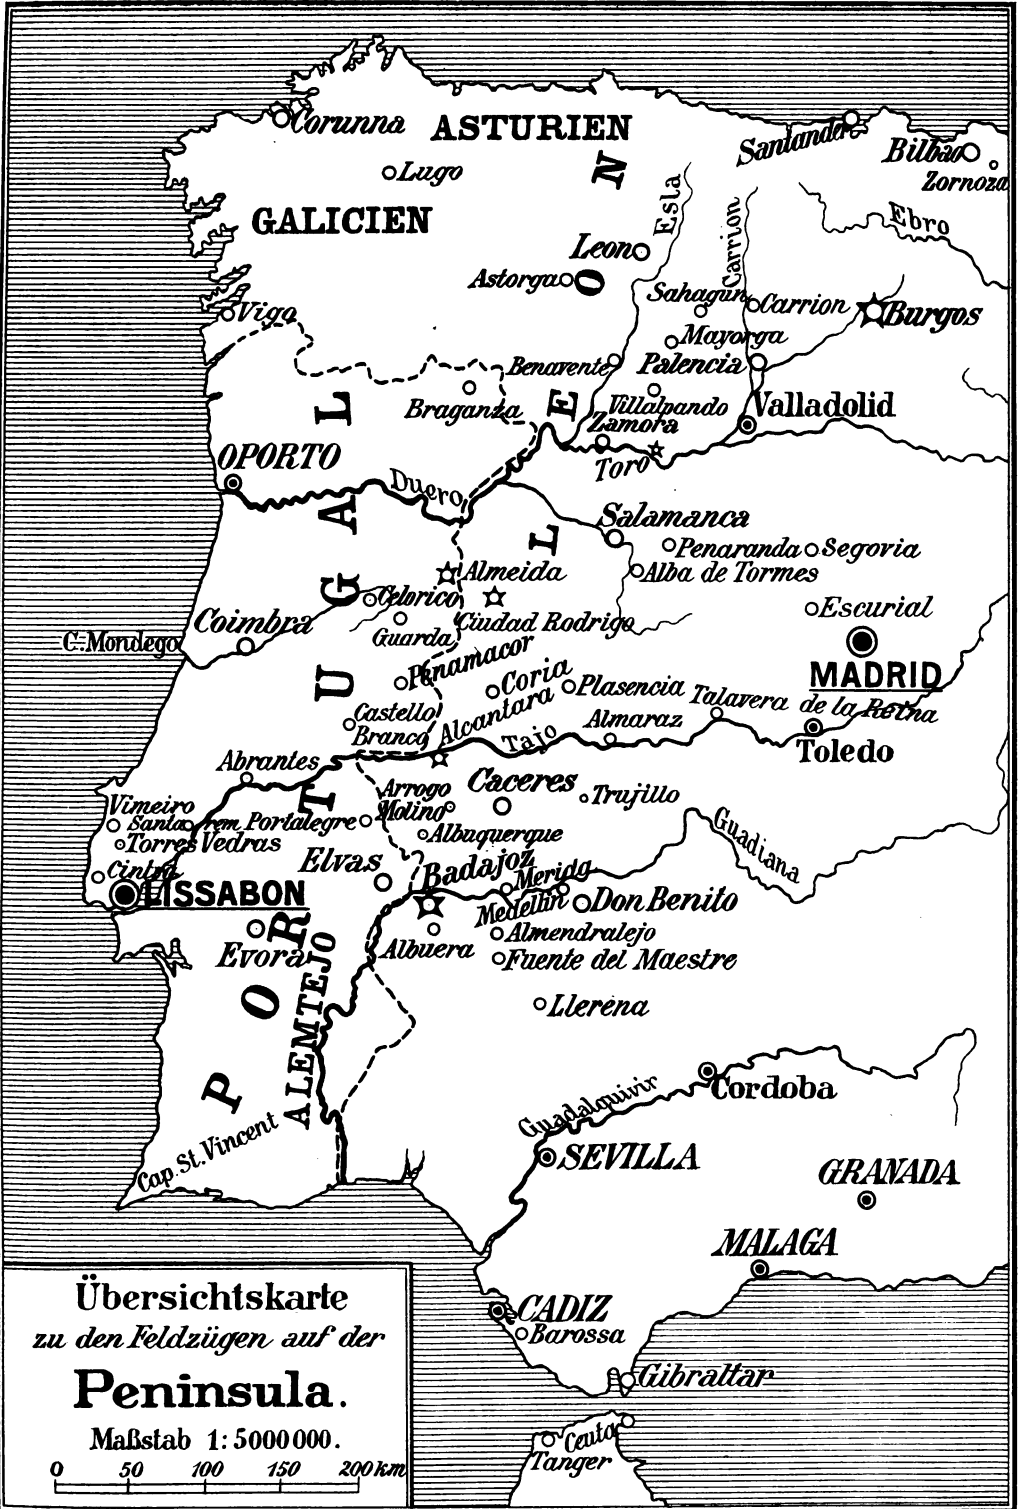 Corunna
ASTURIEN
Santander
Bilbao
Zornoza
Lugo
GALICIEN
LEON
Esla
Carrion
Ebro
Leon
Astorga
Sahagun
Carrion
Burgos
Vigo
Mayorga
Benavente
Palencia
Braganza
Villalpando
Valladolid
Zamora
Toro
OPORTO
Duero
Salamanca
Penaranda
Segovia
Almeida
Alba de Tormes
Celorico
Escurial
Coimbra
Guarda
Ciudad Rodrigo
C. Mondego
MADRID
Penamacor
Coria
Plasencia
Talavera de la Reina
Castello
Branco
Alcantara
Almaraz
Tajo
Toledo
Abrantes
Arrogo
Molino
Caceres
Trujillo
Vimeiro
Santarem
Portalegre
Albuquerque
Guadiana
Torres Vedras
Elvas
Cintra
Badajoz
Merida
LISSABON
Medellin
Don Benito
Evora
Albuera
Almendralejo
Fuente del Maestre
PORTUGAL
ALEMTEJO
Llerena
Cordoba
Guadalquivir
Cap. St. Vincent
SEVILLA
GRANADA
MALAGA
CADIZ
Barossa
Gibraltar
Ceuta
Tanger
Übersichtskarte
zu den Feldzügen auf der
Peninsula.
Maßstab 1:5000000.
0 50 100 150 200 km